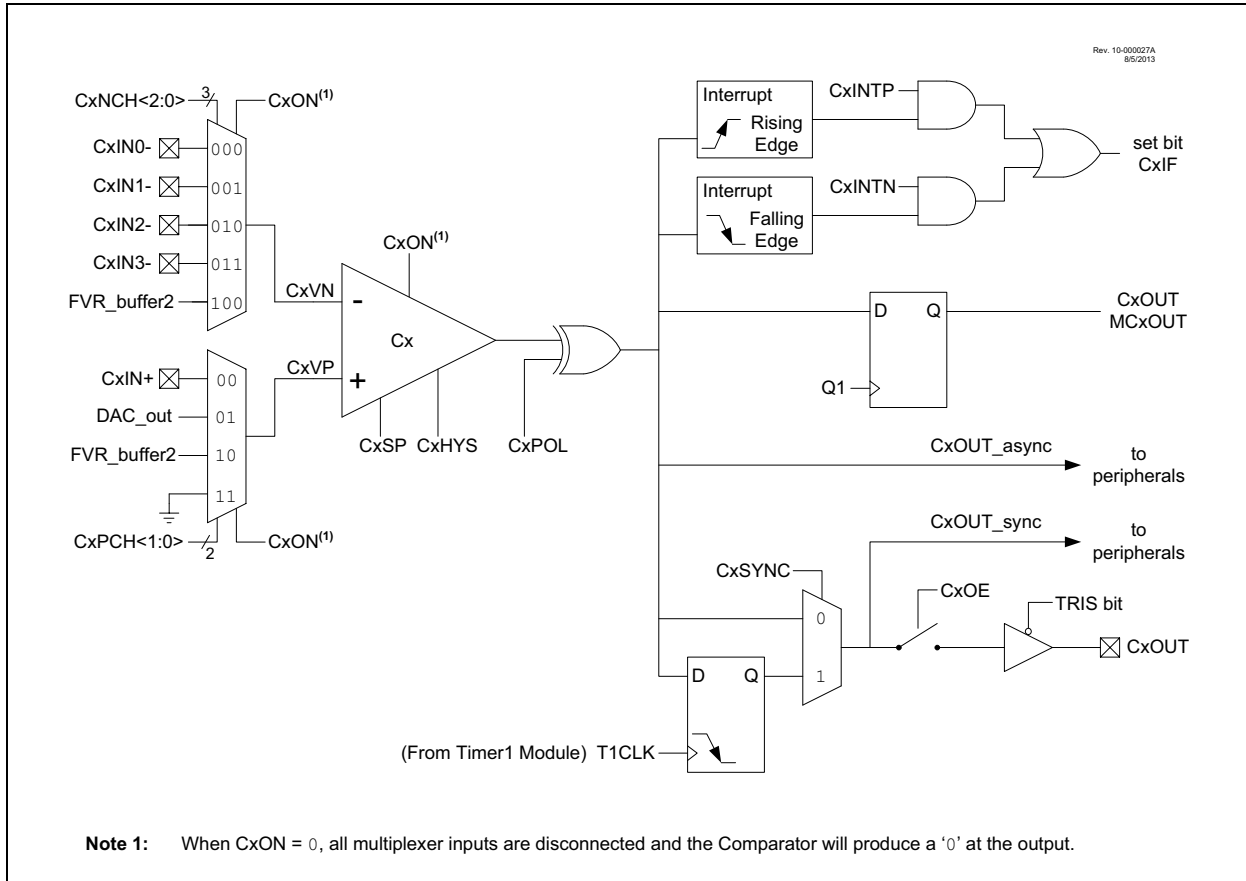 Rev. 10-000027A
8/5/2013
CxNCH<2:0>
3
CxON(1)
CxIN0-
000
CxIN1-
001
CxIN2-
010
CxIN3-
011
FVR_buffer2
100
CxIN+
00
DAC_out
01
FVR_buffer2
10
11
CxPCH<1:0>
2
CxON(1)
CxVN
CxVP
CxON(1)
-
Cx
+
CxSP
CxHYS
CxPOL
Interrupt
Rising
Edge
CxINTP
Interrupt
Falling
Edge
CxINTN
set bit
CxIF
D
Q
Q1
CxOUT
MCxOUT
CxOUT_async
to
peripherals
CxOUT_sync
to
peripherals
CxSYNC
0
1
CxOE
TRIS bit
CxOUT
D
Q
(From Timer1 Module) T1CLK
Note 1: When CxON = 0, all multiplexer inputs are disconnected and the Comparator will produce a ‘0’ at the output.